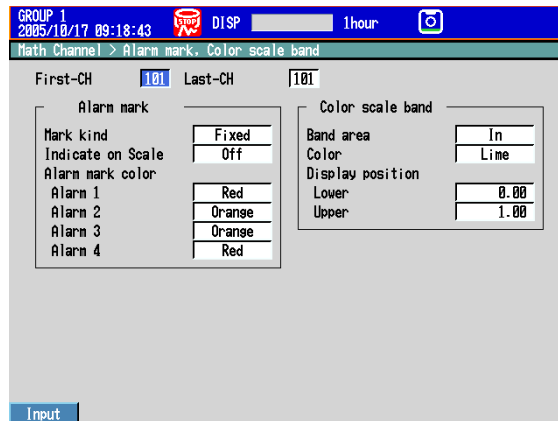 GROUP 1
2005/10/17 09:18:43
STOP
DISP
1hour
Math Channel > Alarm mark, Color scale band
First-CH 101 Last-CH 101
Alarm mark
Mark kind Fixed
Indicate on Scale Off
Alarm mark color
Alarm 1 Red
Alarm 2 Orange
Alarm 3 Orange
Alarm 4 Red
Color scale band
Band area In
Color Lime
Display position
Lower 0.00
Upper 1.00
Input